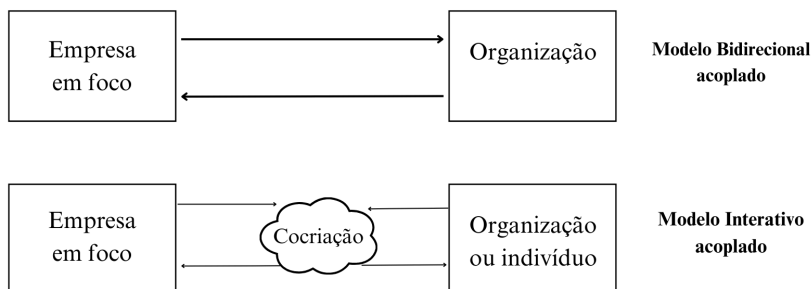 Empresa
em foco
Organização
Modelo Bidirecional
acoplado
Empresa
em foco
Cocriação
Organização
ou indivíduo
Modelo Interativo
acoplado